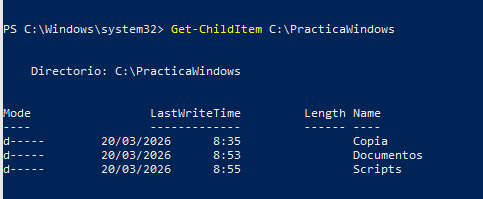 PS C:\Windows\system32> Get-ChildItem C:\PracticaWindows
Directorio: C:\PracticaWindows
Mode LastWriteTime Length Name
---- ------------- ------ ----
d----- 20/03/2026 8:35 Copia
d----- 20/03/2026 8:53 Documentos
d----- 20/03/2026 8:55 Scripts